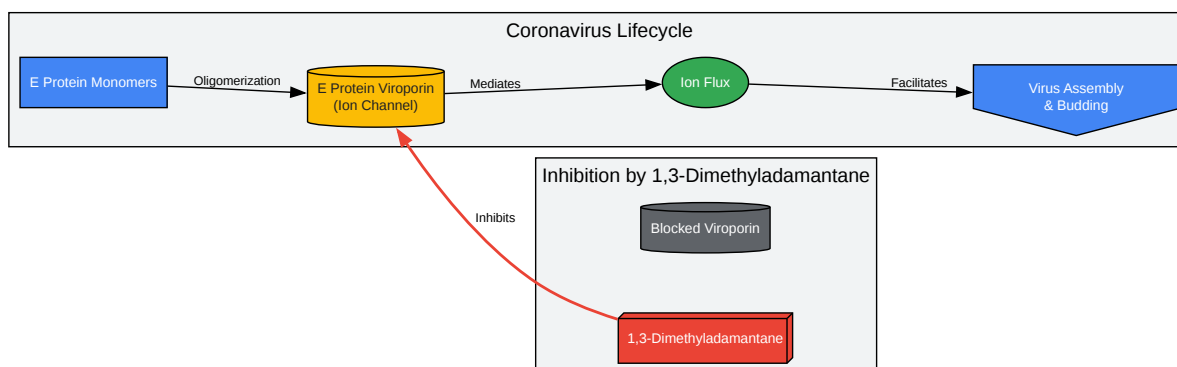 Coronavirus Lifecycle
E Protein Monomers
Oligomerization
E Protein Viroporin
(Ion Channel)
Mediates
Ion Flux
Facilitates
Virus Assembly
& Budding
Inhibits
Inhibition by 1,3-Dimethyladamantane
Blocked Viroporin
1,3-Dimethyladamantane